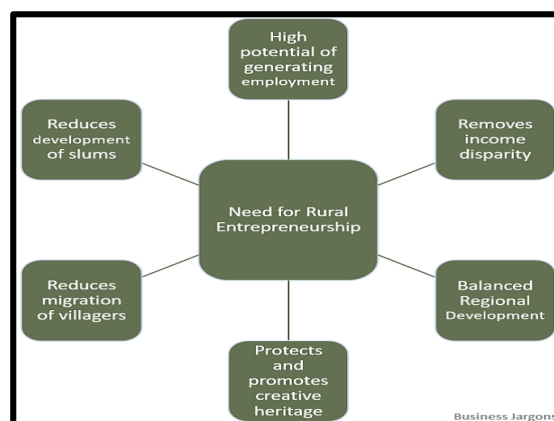 High
potential of
generating
employment
Reduces
development
of slums
Removes
income
disparity
Need for Rural
Entrepreneurship
Reduces
migration
of villagers
Balanced
Regional
Development
Protects
and
promotes
creative
heritage
Business Jargons